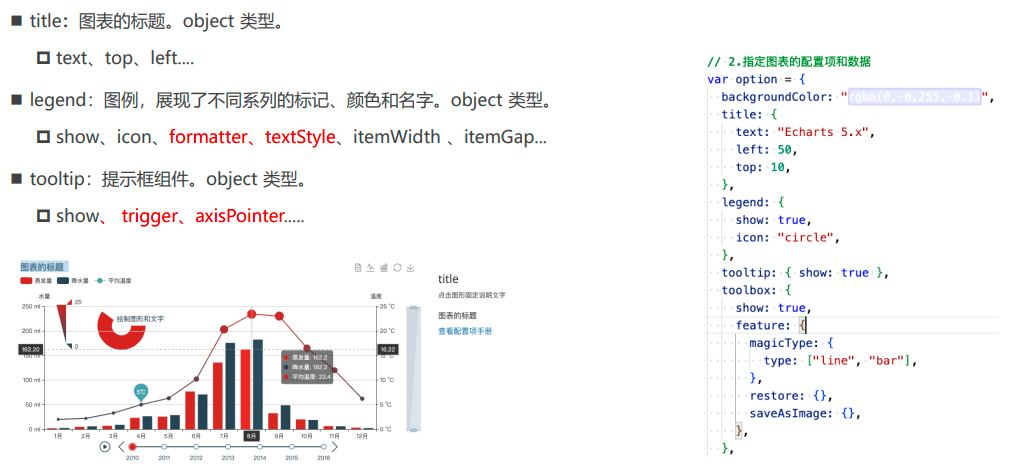 title：图表的标题。object 类型。
text、top、left....
legend：图例，展现了不同系列的标记、颜色和名字。object 类型。
show、icon、formatter、textStyle、itemWidth 、itemGap...
tooltip：提示框组件。object 类型。
show、 trigger、axisPointer.....
图表的标题
蒸发量 降水量 平均温度
水量
温度
25
0
绘制图形和文字
250 ml
200 ml
162.20
150 ml
100 ml
50 ml
0 ml
25 °C
20 °C
16.22
15 °C
10 °C
5 °C
0 °C
5°C
蒸发量: 162.2
降水量: 182.2
平均温度: 23.4
1月 2月 3月 4月 5月 6月 7月 8月 9月 10月 11月 12月
2010 2011 2012 2013 2014 2015 2016
title
点击图形固定说明文字
图表的标题
查看配置项手册
// 2.指定图表的配置项和数据
var option = {
backgroundColor: "rgba(0, 0,255, 0.1)",
title: {
text: "Echarts 5.x",
left: 50,
top: 10,
},
legend: {
show: true,
icon: "circle",
},
tooltip: { show: true },
toolbox: {
show: true,
feature: {
magicType: {
type: ["line", "bar"],
},
restore: {},
saveAsImage: {},
},
},